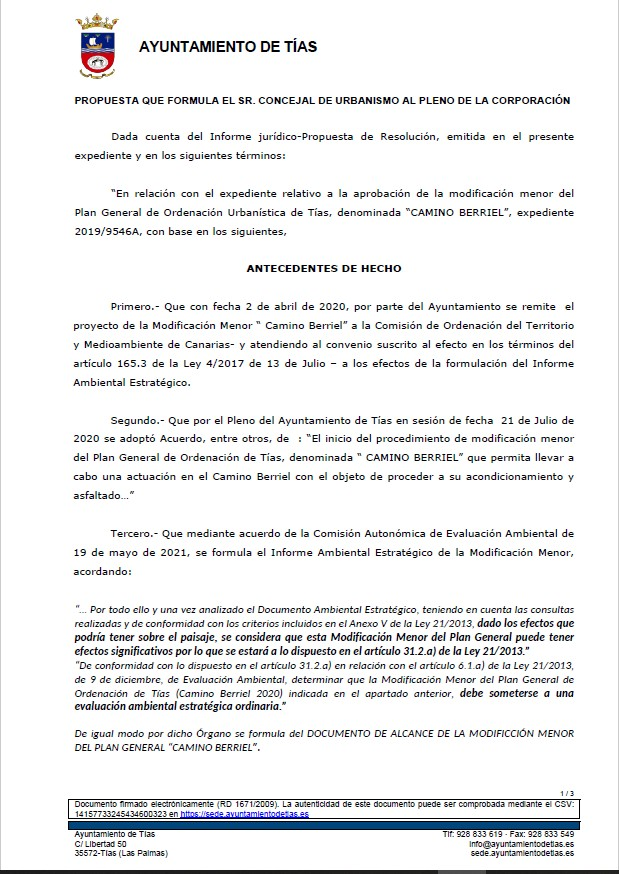 AYUNTAMIENTO DE TÍAS
PROPUESTA QUE FORMULA EL SR. CONCEJAL DE URBANISMO AL PLENO DE LA CORPORACIÓN
Dada cuenta del Informe jurídico-Propuesta de Resolución, emitida en el presente
expediente y en los siguientes términos:
"En relación con el expediente relativo a la aprobación de la modificación menor del
Plan General de Ordenación Urbanística de Tías, denominada "CAMINO BERRIEL", expediente
2019/9546A, con base en los siguientes,
ANTECEDENTES DE HECHO
Primero.- Que con fecha 2 de abril de 2020, por parte del Ayuntamiento se remite el
proyecto de la Modificación Menor " Camino Berriel" a la Comisión de Ordenación del Territorio
y Medioambiente de Canarias- y atendiendo al convenio suscrito al efecto en los términos del
artículo 165.3 de la Ley 4/2017 de 13 de Julio – a los efectos de la formulación del Informe
Ambiental Estratégico.
Segundo.- Que por el Pleno del Ayuntamiento de Tías en sesión de fecha 21 de Julio de
2020 se adoptó Acuerdo, entre otros, de : "El inicio del procedimiento de modificación menor
del Plan General de Ordenación de Tías, denominada " CAMINO BERRIEL" que permita llevar a
cabo una actuación en el Camino Berriel con el objeto de proceder a su acondicionamiento y
asfaltado…"
Tercero.- Que mediante acuerdo de la Comisión Autonómica de Evaluación Ambiental de
19 de mayo de 2021, se formula el Informe Ambiental Estratégico de la Modificación Menor,
acordando:
"… Por todo ello y una vez analizado el Documento Ambiental Estratégico, teniendo en cuenta las consultas
realizadas y de conformidad con los criterios incluidos en el Anexo V de la Ley 21/2013, dado los efectos que
podría tener sobre el paisaje, se considera que esta Modificación Menor del Plan General puede tener
efectos significativos por lo que se estará a lo dispuesto en el artículo 31.2.a) de la Ley 21/2013."
"De conformidad con lo dispuesto en el artículo 31.2.a) en relación con el artículo 6.1.a) de la Ley 21/2013,
de 9 de diciembre, de Evaluación Ambiental, determinar que la Modificación Menor del Plan General de
Ordenación de Tías (Camino Berriel 2020) indicada en el apartado anterior, debe someterse a una
evaluación ambiental estratégica ordinaria."
De igual modo por dicho Órgano se formula del DOCUMENTO DE ALCANCE DE LA MODIFICCIÓN MENOR
DEL PLAN GENERAL "CAMINO BERRIEL".
1 / 3
Documento firmado electrónicamente (RD 1671/2009). La autenticidad de este documento puede ser comprobada mediante el CSV:
14157733245434600323 en https://sede.ayuntamientodetias.es
Ayuntamiento de Tías
C/ Libertad 50
35572-Tías (Las Palmas)
Tlf: 928 833 619 · Fax: 928 833 549
info@ayuntamientodetias.es
sede.ayuntamientodetias.es